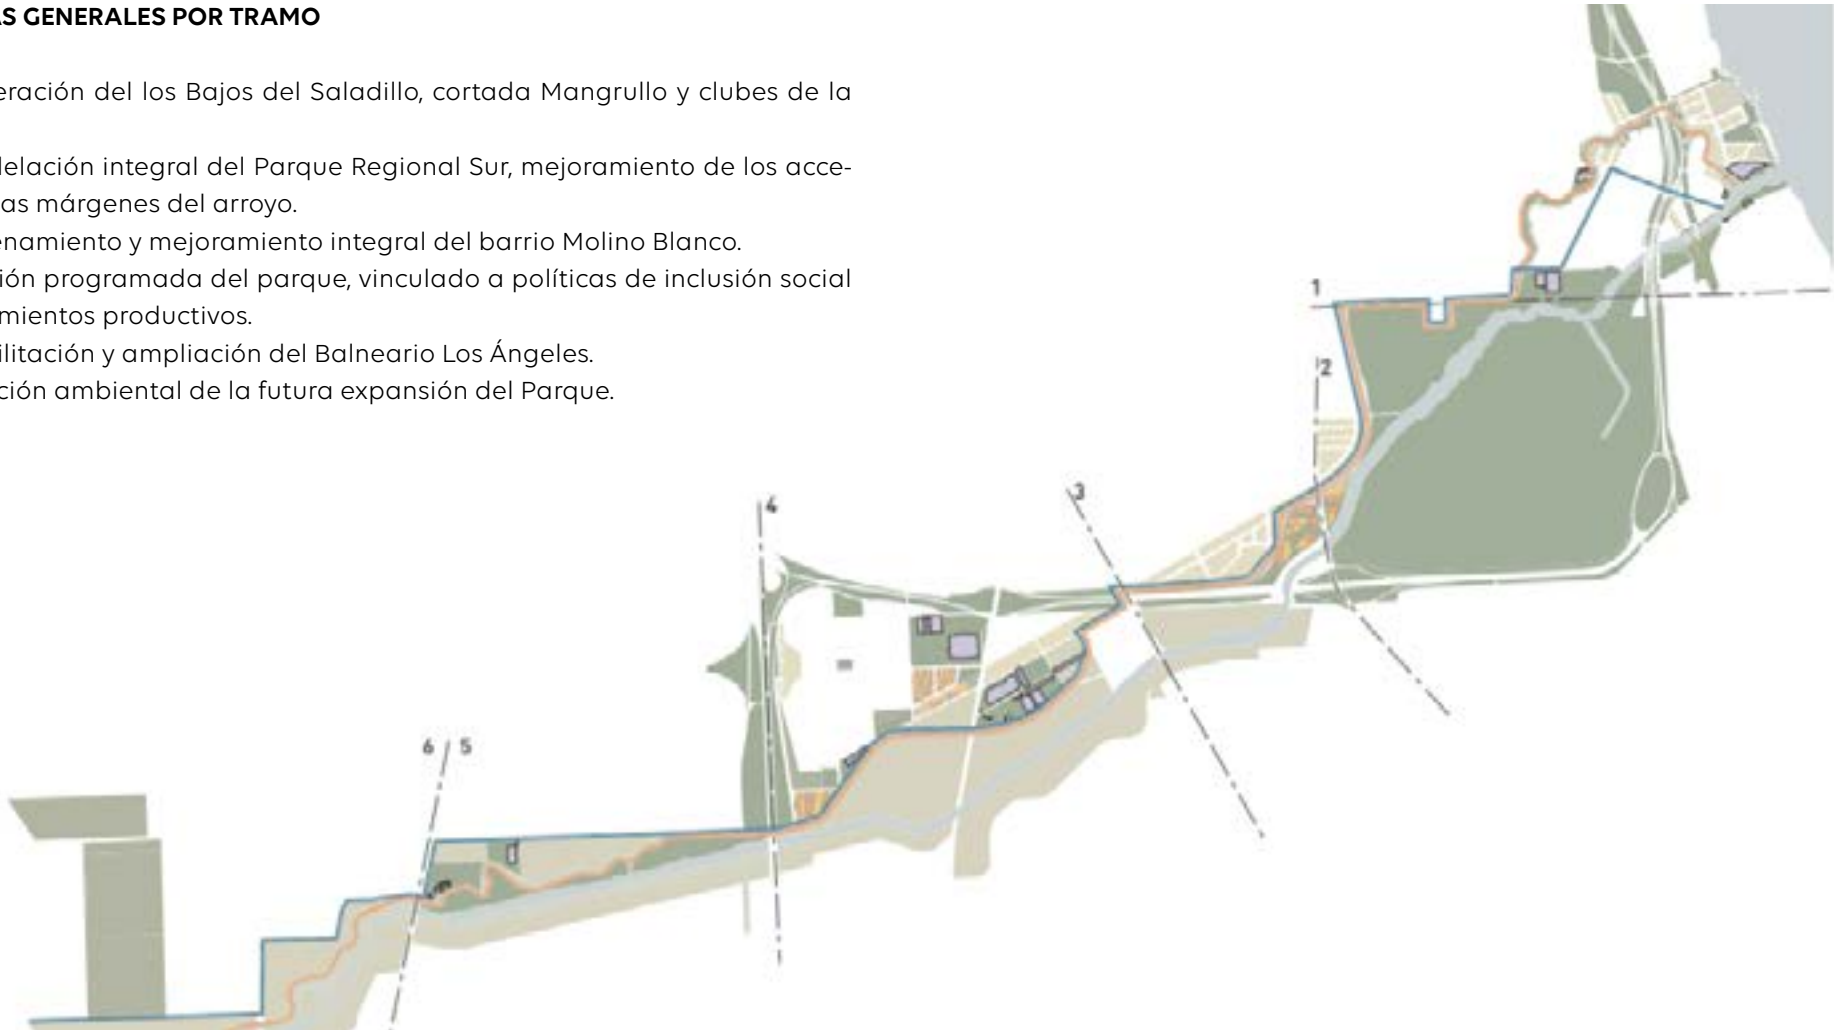 AS GENERALES POR TRAMO
eración del los Bajos del Saladillo, cortada Mangrullo y clubes de la
delación integral del Parque Regional Sur, mejoramiento de los acce-
as márgenes del arroyo.
enamiento y mejoramiento integral del barrio Molino Blanco.
ión programada del parque, vinculado a políticas de inclusión social
mientos productivos.
ilitación y ampliación del Balneario Los Ángeles.
ción ambiental de la futura expansión del Parque.
1
2
3
4
6 5